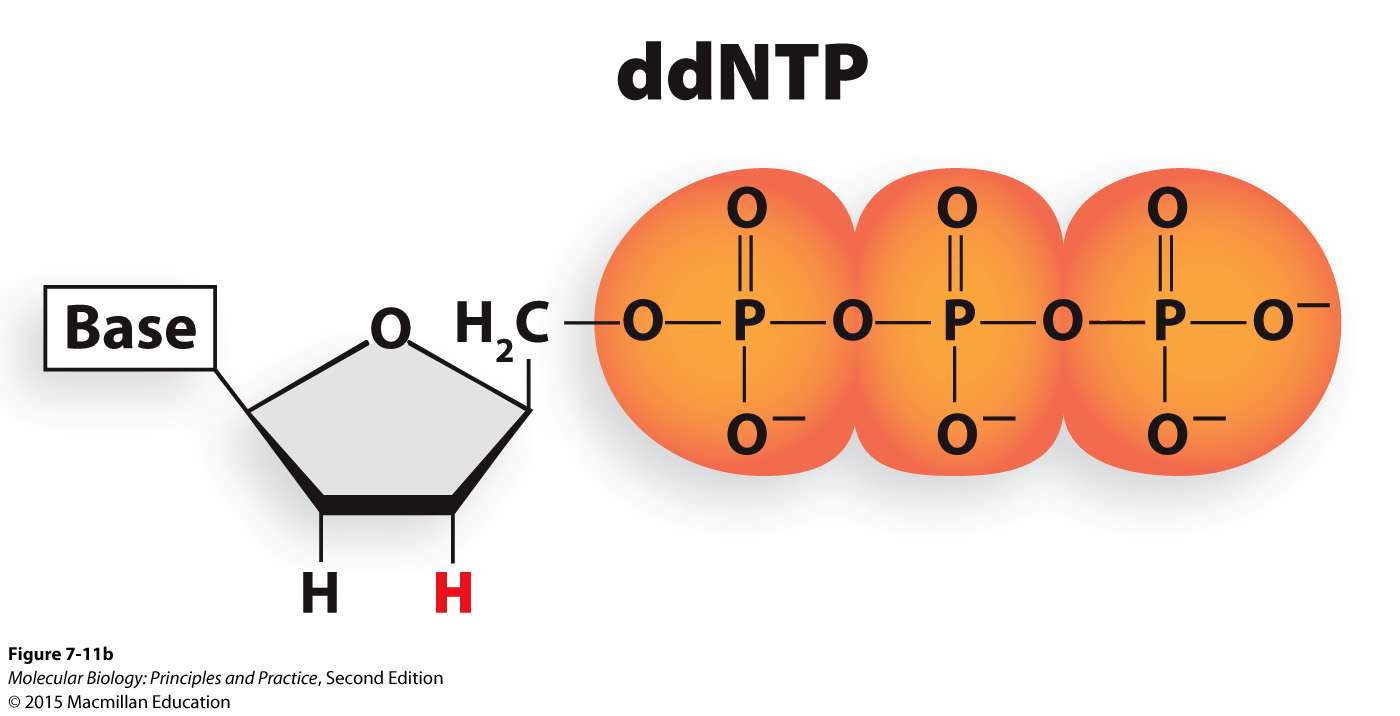 ddNTP
O O O
Base O H₂C O P O P O P O⁻
O⁻ O⁻ O⁻
H H
Figure 7-11b
Molecular Biology: Principles and Practice, Second Edition
© 2015 Macmillan Education